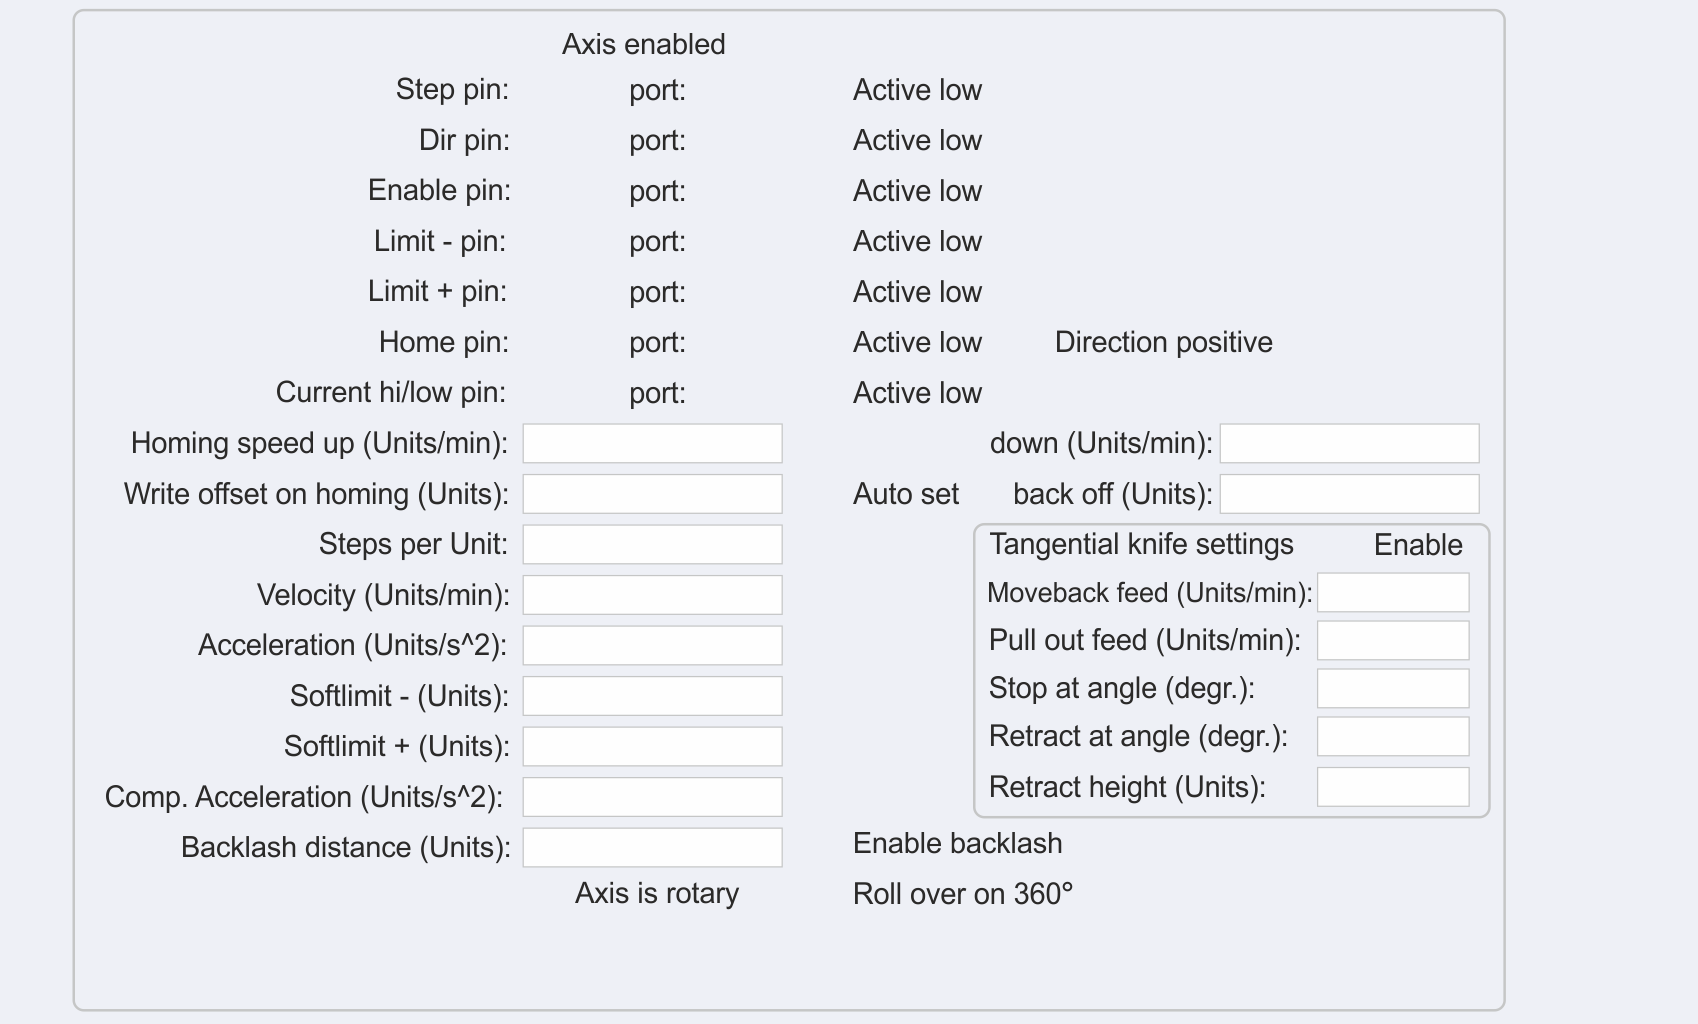 Axis enabled
Step pin: port: Active low
Dir pin: port: Active low
Enable pin: port: Active low
Limit - pin: port: Active low
Limit + pin: port: Active low
Home pin: port: Active low Direction positive
Current hi/low pin: port: Active low
Homing speed up (Units/min): down (Units/min):
Write offset on homing (Units): Auto set back off (Units):
Steps per Unit: Tangential knife settings Enable
Velocity (Units/min): Moveback feed (Units/min):
Acceleration (Units/s^2): Pull out feed (Units/min):
Softlimit - (Units): Stop at angle (degr.):
Softlimit + (Units): Retract at angle (degr.):
Comp. Acceleration (Units/s^2): Retract height (Units):
Backlash distance (Units): Enable backlash
Axis is rotary Roll over on 360°